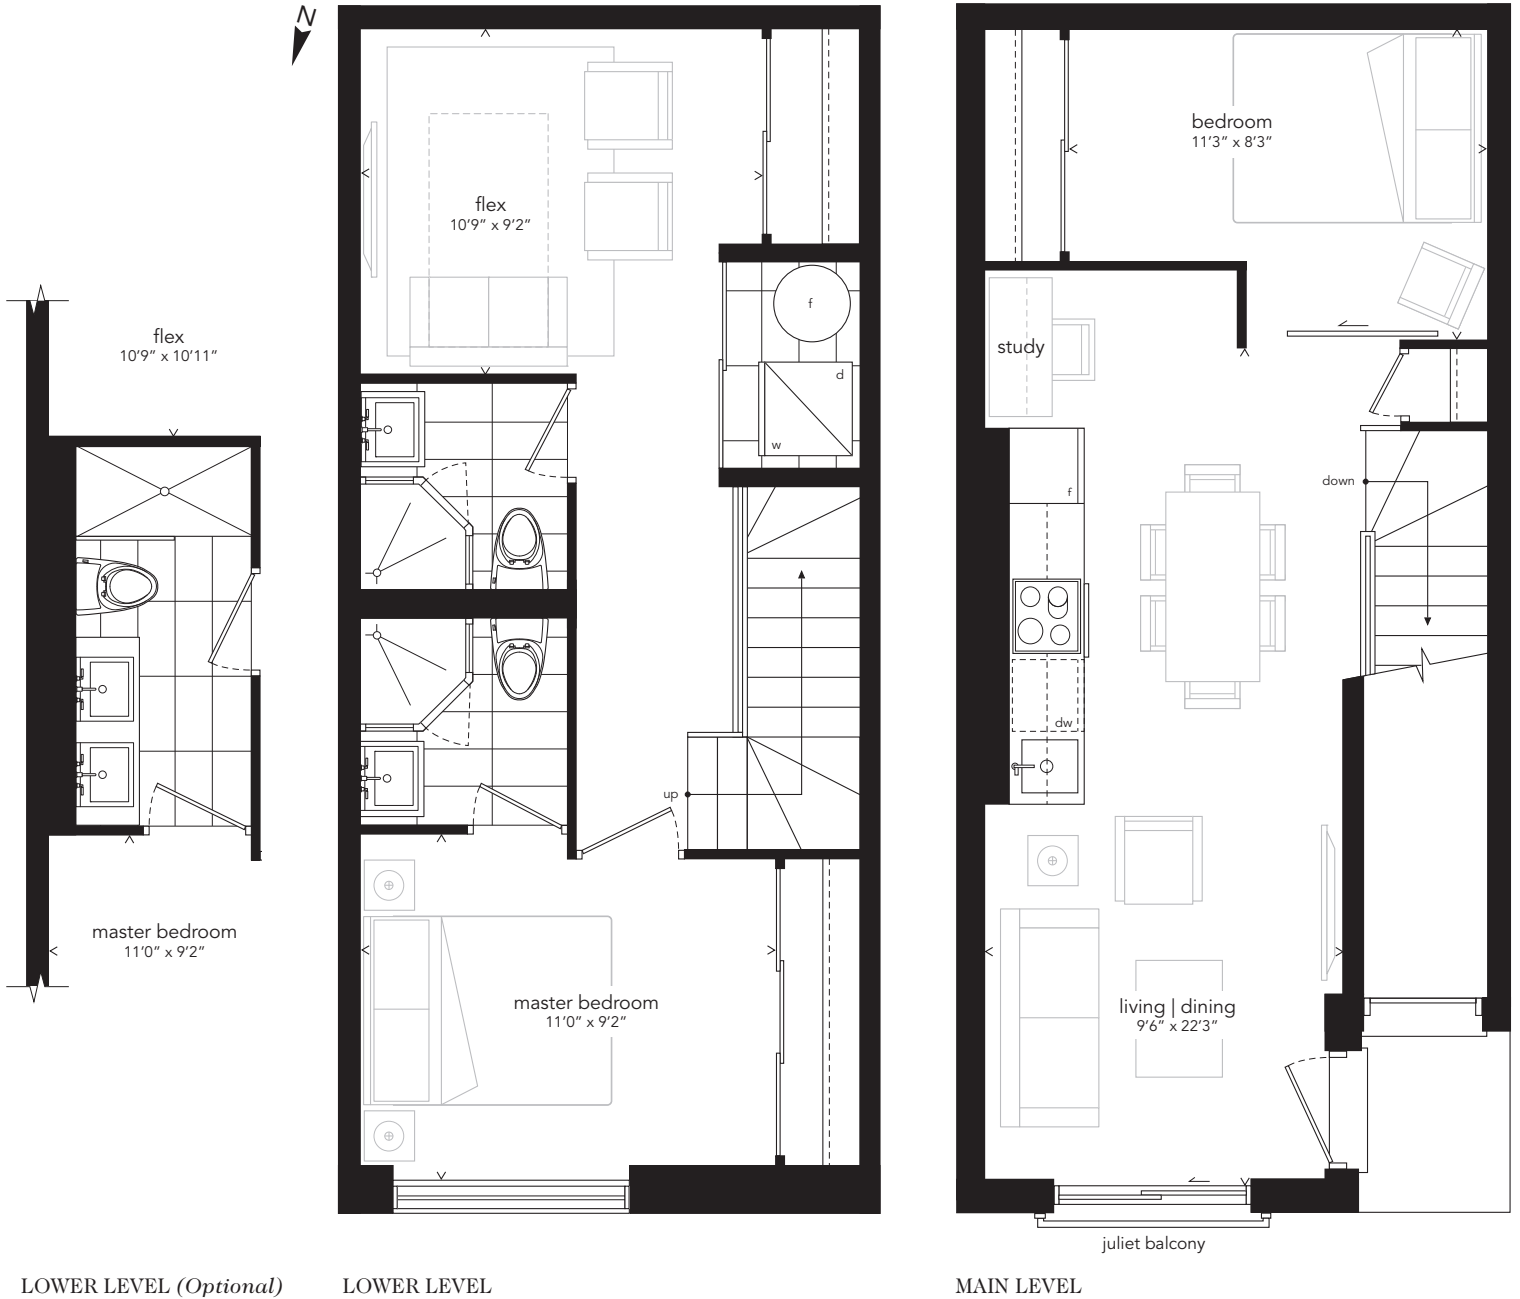 N
flex
10'9" x 10'11"
master bedroom
11'0" x 9'2"
LOWER LEVEL (Optional)
flex
10'9" x 9'2"
f
d
w
up
master bedroom
11'0" x 9'2"
LOWER LEVEL
bedroom
11'3" x 8'3"
study
f
down
dw
living | dining
9'6" x 22'3"
juliet balcony
MAIN LEVEL